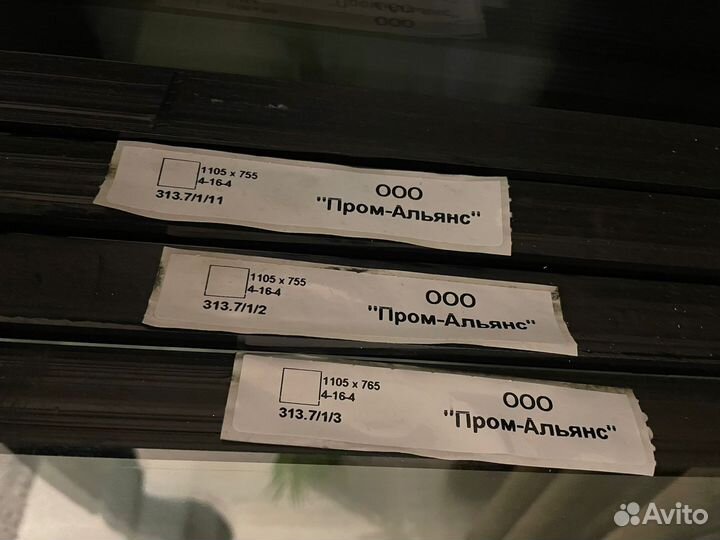 1105 x 755
4-16-4
313.7/1/11
ООО
"Пром-Альянс"
1105 x 755
4-16-4
313.7/1/2
ООО
"Пром-Альянс"
1105 x 765
4-16-4
313.7/1/3
ООО
"Пром-Альянс"
Avito